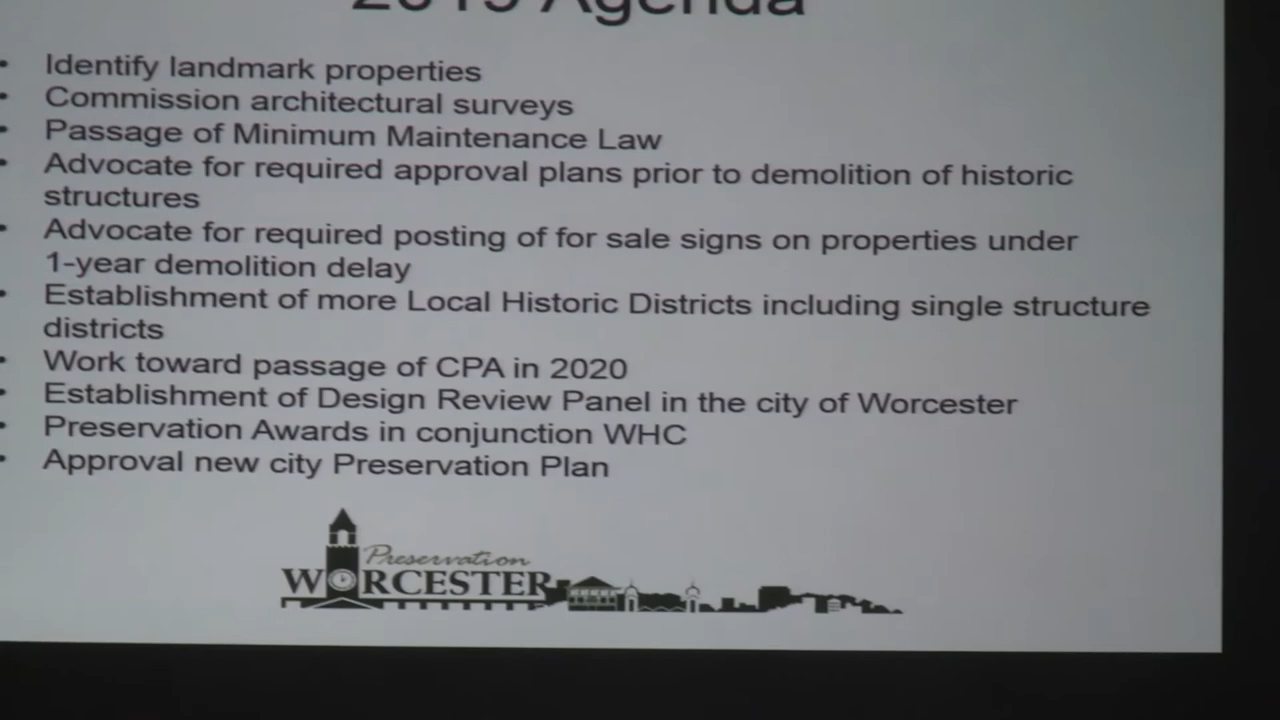 2019 Agenda
• Identify landmark properties
• Commission architectural surveys
• Passage of Minimum Maintenance Law
• Advocate for required approval plans prior to demolition of historic
structures
• Advocate for required posting of for sale signs on properties under
1-year demolition delay
• Establishment of more Local Historic Districts including single structure
districts
• Work toward passage of CPA in 2020
• Establishment of Design Review Panel in the city of Worcester
• Preservation Awards in conjunction WHC
• Approval new city Preservation Plan
Preservation
WORCESTER